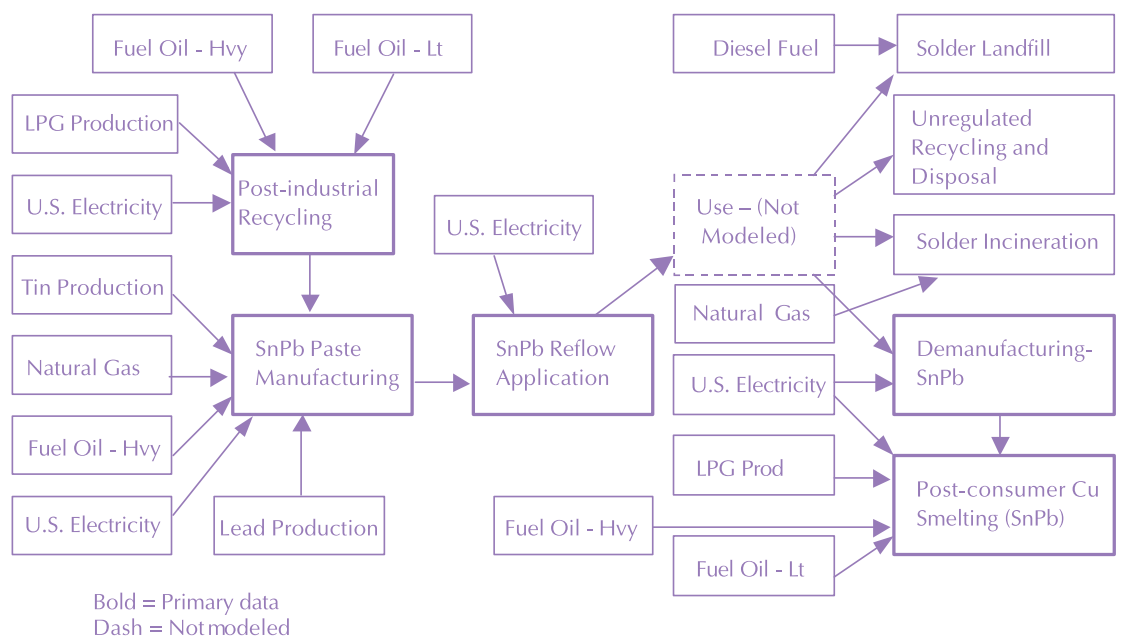 Fuel Oil - Hvy
Fuel Oil - Lt
Diesel Fuel
Solder Landfill
LPG Production
Unregulated
Recycling and
Disposal
Post-industrial
Recycling
U.S. Electricity
U.S. Electricity
Use – (Not
Modeled)
Solder Incineration
Tin Production
Natural Gas
SnPb Paste
Manufacturing
SnPb Reflow
Application
Demanufacturing-
SnPb
Natural Gas
U.S. Electricity
Fuel Oil - Hvy
LPG Prod
Post-consumer Cu
Smelting (SnPb)
U.S. Electricity
Lead Production
Fuel Oil - Hvy
Fuel Oil - Lt
Bold = Primary data
Dash = Not modeled